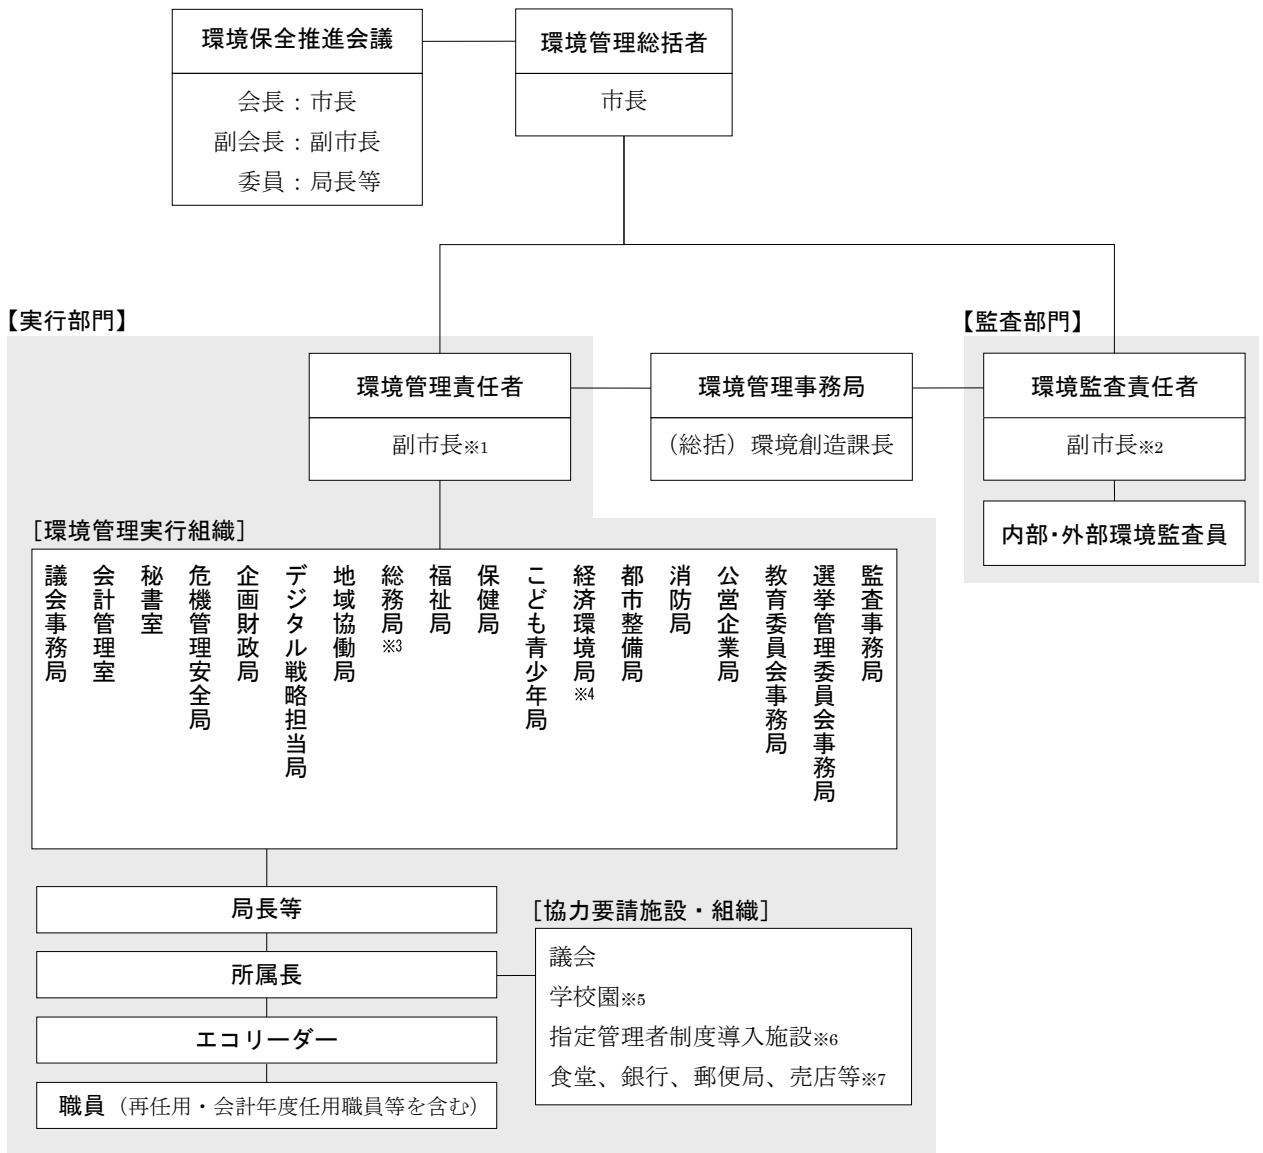 環境保全推進会議
会長：市長
副会長：副市長
委員：局長等
環境管理総括者
市長
【実行部門】
【監査部門】
環境管理責任者
副市長※1
環境管理事務局
（総括）環境創造課長
環境監査責任者
副市長※2
内部・外部環境監査員
［環境管理実行組織］
議会事務局
会計管理室
秘書室
危機管理安全局
企画財政局
デジタル戦略担当局
地域協働局
総務局※3
福祉局
保健局
こども青少年局
経済環境局※4
都市整備局
消防局
公営企業局
教育委員会事務局
選挙管理委員会事務局
監査事務局
局長等
所属長
エコリーダー
職員（再任用・会計年度任用職員等を含む）
［協力要請施設・組織］
議会
学校園※5
指定管理者制度導入施設※6
食堂、銀行、郵便局、売店等※7